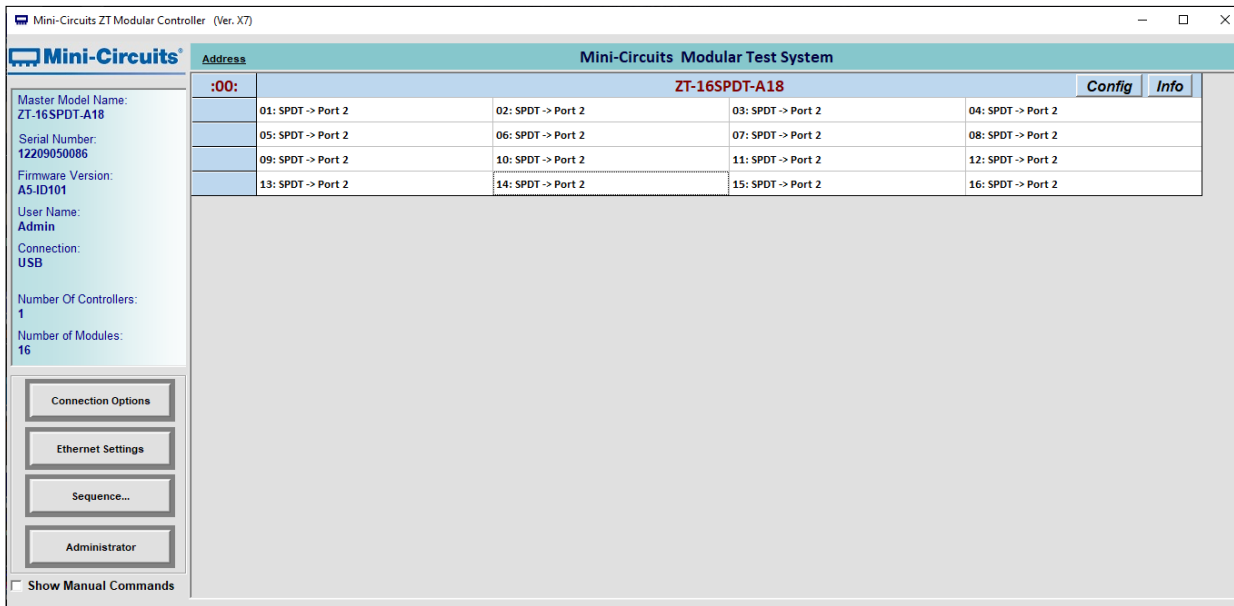 Mini-Circuits ZT Modular Controller (Ver. X7)
Mini-Circuits®
Address
Mini-Circuits Modular Test System
:00:
ZT-16SPDT-A18
Config
Info
01: SPDT -> Port 2
02: SPDT -> Port 2
03: SPDT -> Port 2
04: SPDT -> Port 2
05: SPDT -> Port 2
06: SPDT -> Port 2
07: SPDT -> Port 2
08: SPDT -> Port 2
09: SPDT -> Port 2
10: SPDT -> Port 2
11: SPDT -> Port 2
12: SPDT -> Port 2
13: SPDT -> Port 2
14: SPDT -> Port 2
15: SPDT -> Port 2
16: SPDT -> Port 2
Master Model Name:
ZT-16SPDT-A18
Serial Number:
12209050086
Firmware Version:
A5-ID101
User Name:
Admin
Connection:
USB
Number Of Controllers:
1
Number of Modules:
16
Connection Options
Ethernet Settings
Sequence...
Administrator
Show Manual Commands